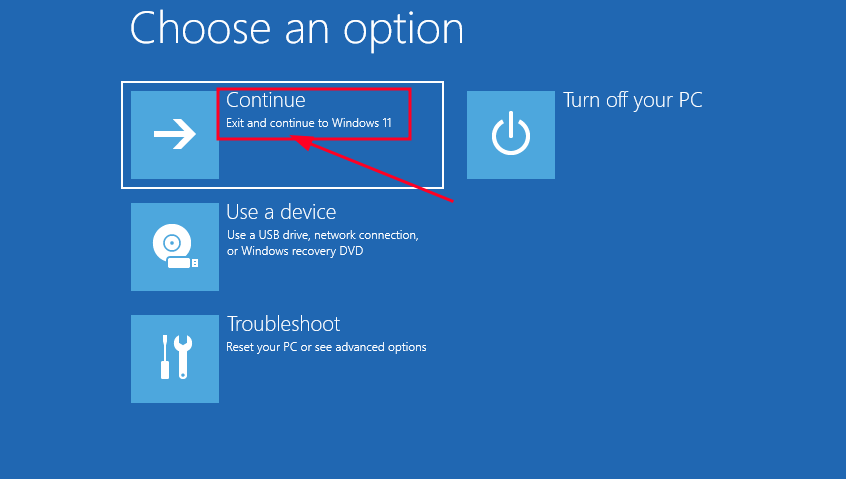 Choose an option
Continue
Exit and continue to Windows 11
Turn off your PC
Use a device
Use a USB drive, network connection,
or Windows recovery DVD
Troubleshoot
Reset your PC or see advanced options